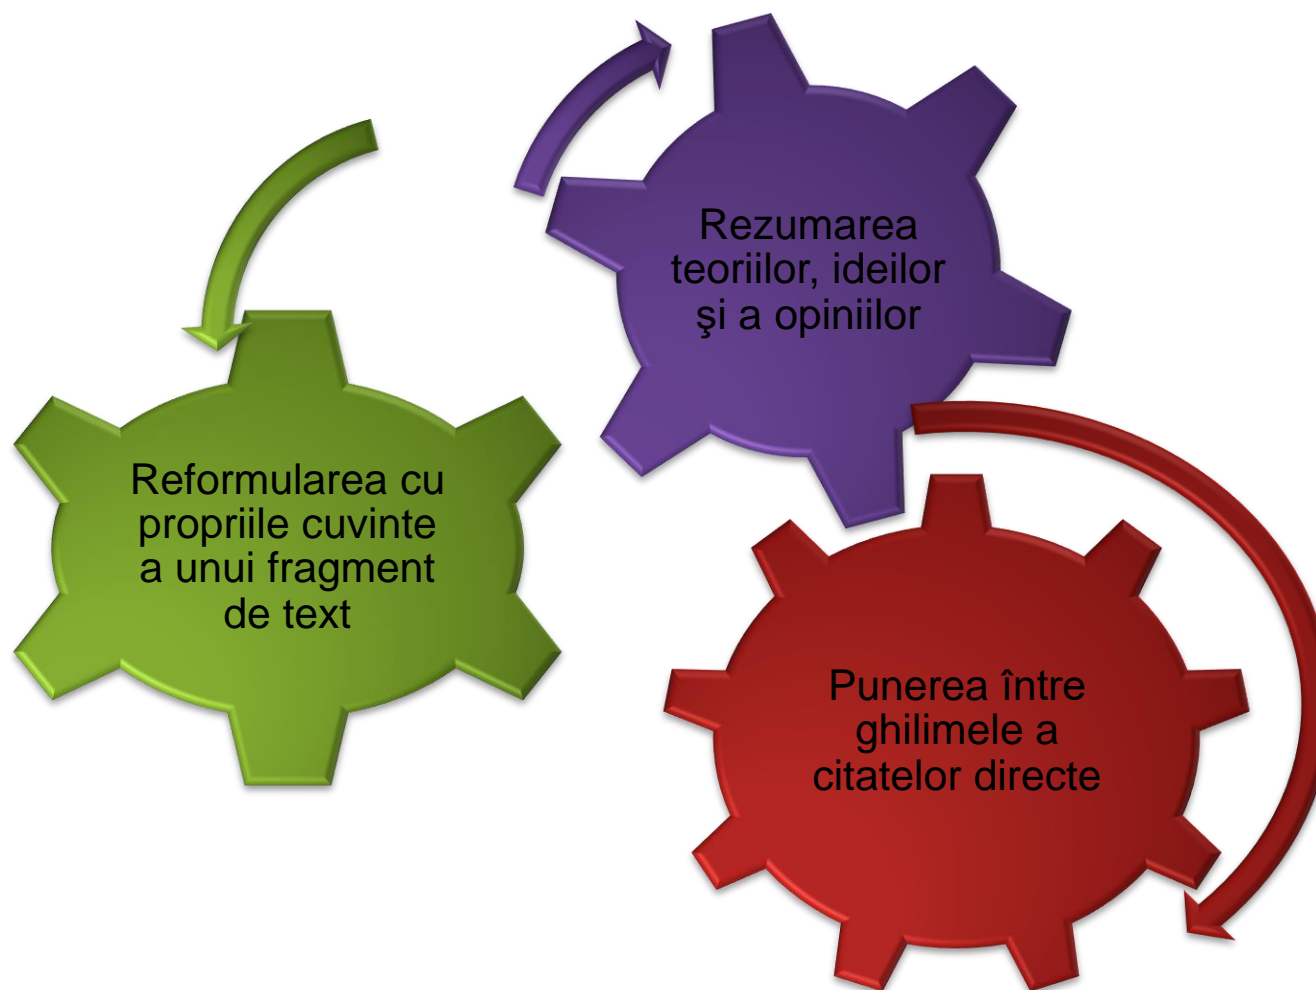 Rezumarea
teoriilor, ideilor
şi a opiniilor
Reformularea cu
propriile cuvinte
a unui fragment
de text
Punerea între
ghilimele a
citatelor directe